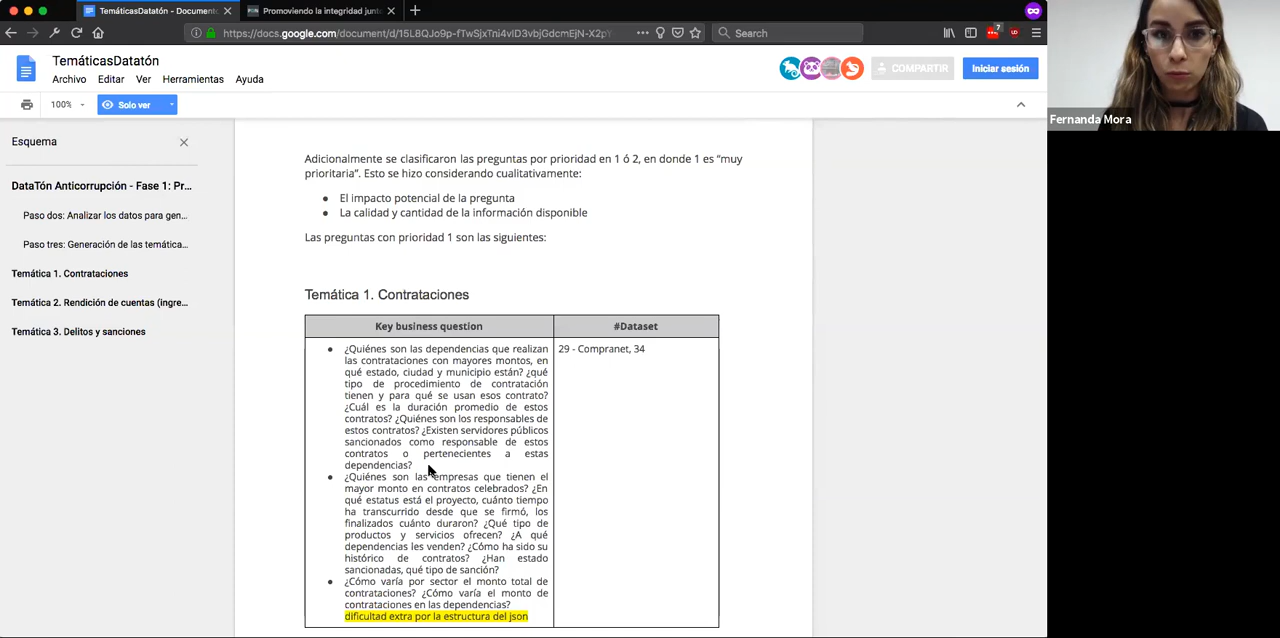 TemáticasDatatón - Documento
Promoviendo la integridad junt
https://docs.google.com/document/d/15L8QJo9p-fTwSjxTni4vlD3vbjGdcmEjN-X2pY
Search
7
TemáticasDatatón
Archivo Editar Ver Herramientas Ayuda
COMPARTIR
Iniciar sesión
100%
Solo ver
Esquema
DataTón Anticorrupción - Fase 1: Pr...
Paso dos: Analizar los datos para gen...
Paso tres: Generación de las temática...
Temática 1. Contrataciones
Temática 2. Rendición de cuentas (ingre...
Temática 3. Delitos y sanciones
Adicionalmente se clasificaron las preguntas por prioridad en 1 ó 2, en donde 1 es “muy
prioritaria”. Esto se hizo considerando cualitativamente:
● El impacto potencial de la pregunta
● La calidad y cantidad de la información disponible
Las preguntas con prioridad 1 son las siguientes:
Temática 1. Contrataciones
Key business question
#Dataset
● ¿Quiénes son las dependencias que realizan
las contrataciones con mayores montos, en
qué estado, ciudad y municipio están? ¿qué
tipo de procedimiento de contratación
tienen y para qué se usan esos contrato?
¿Cuál es la duración promedio de estos
contratos? ¿Quiénes son los responsables de
estos contratos? ¿Existen servidores públicos
sancionados como responsable de estos
contratos o pertenecientes a estas
dependencias?
● ¿Quiénes son las empresas que tienen el
mayor monto en contratos celebrados? ¿En
qué estatus está el proyecto, cuánto tiempo
ha transcurrido desde que se firmó, los
finalizados cuánto duraron? ¿Qué tipo de
productos y servicios ofrecen? ¿A qué
dependencias les venden? ¿Cómo ha sido su
histórico de contratos? ¿Han estado
sancionadas, qué tipo de sanción?
● ¿Cómo varía por sector el monto total de
contrataciones? ¿Cómo varía el monto de
contrataciones en las dependencias?
dificultad extra por la estructura del json
29 - Compranet, 34
Fernanda Mora